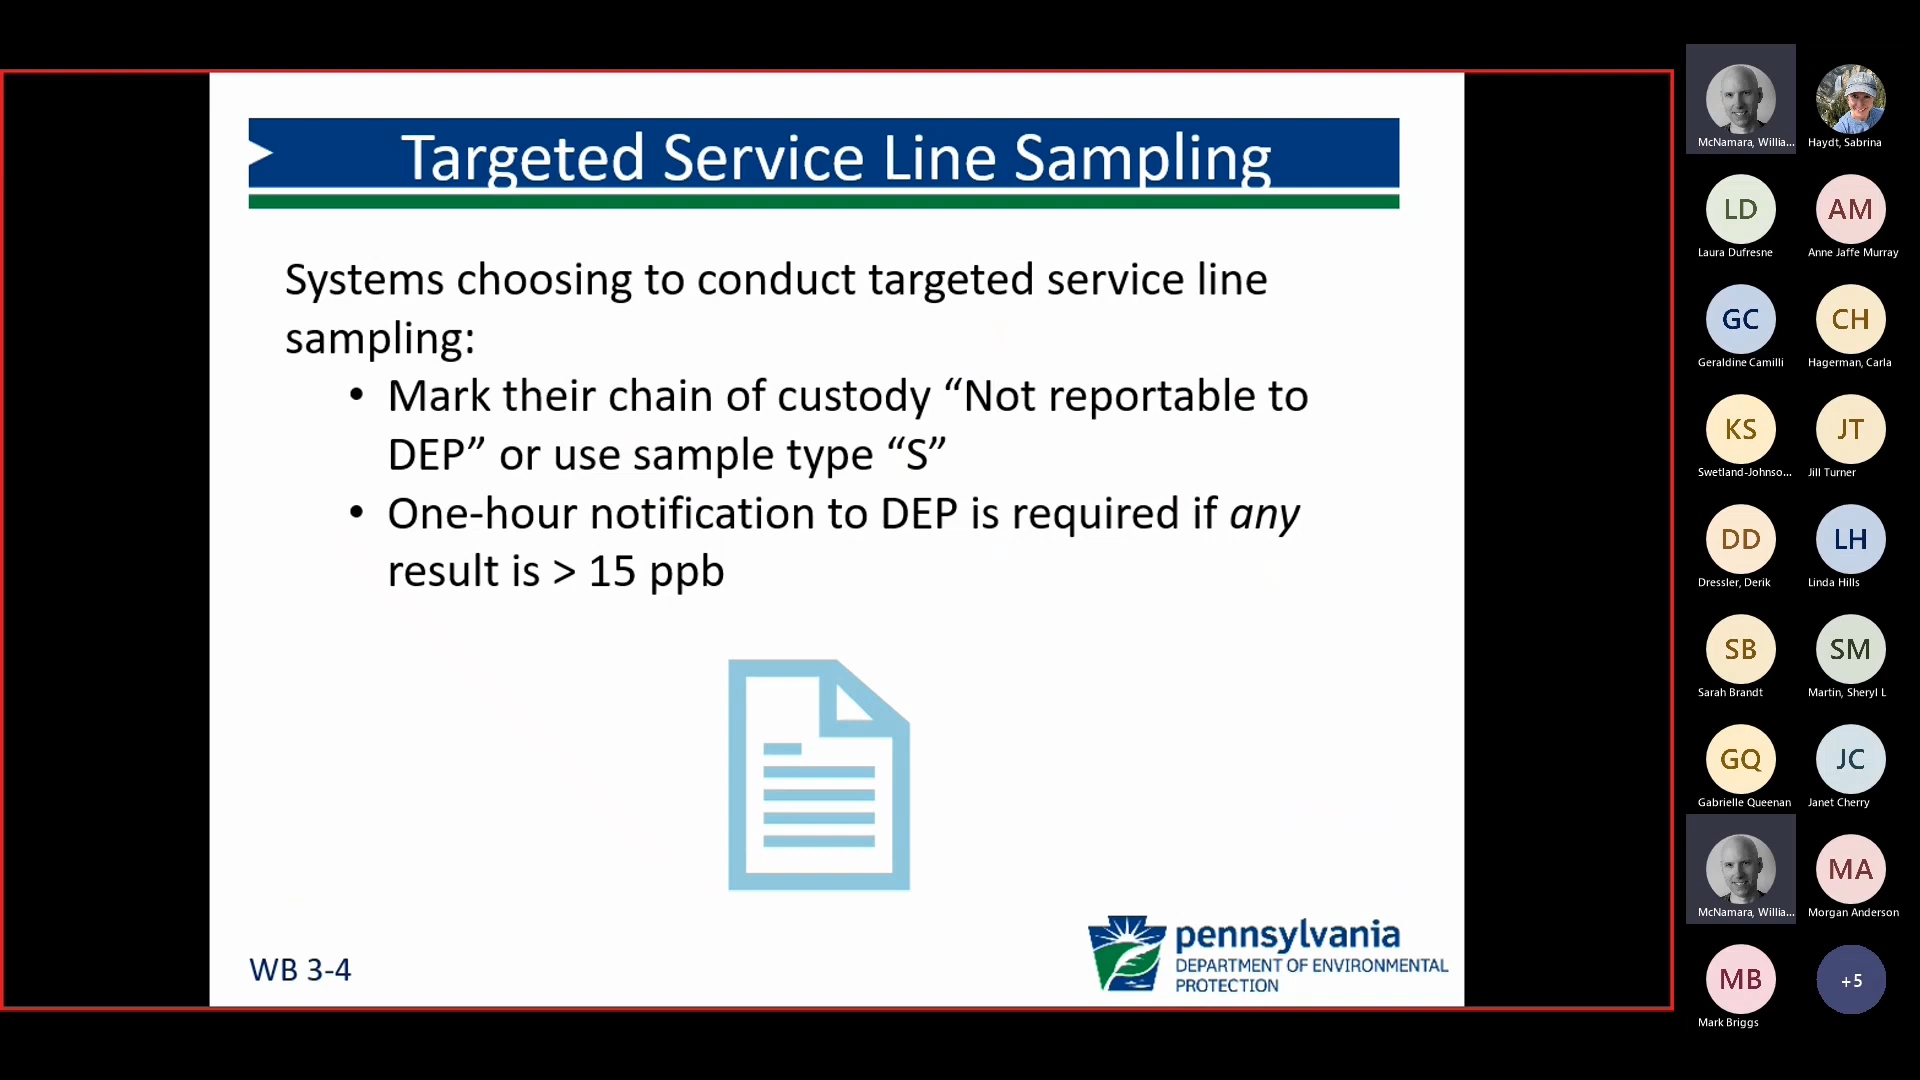 Targeted Service Line Sampling
Systems choosing to conduct targeted service line
sampling:
• Mark their chain of custody “Not reportable to
DEP” or use sample type “S”
• One-hour notification to DEP is required if any
result is > 15 ppb
WB 3-4
pennsylvania
DEPARTMENT OF ENVIRONMENTAL
PROTECTION
McNamara, Willia...
Haydt, Sabrina
LD
AM
Laura Dufresne
Anne Jaffe Murray
GC
CH
Geraldine Camilli
Hagerman, Carla
KS
JT
Swetland-Johnso...
Jill Turner
DD
LH
Dressler, Derik
Linda Hills
SB
SM
Sarah Brandt
Martin, Sheryl L
GQ
JC
Gabrielle Queenan
Janet Cherry
MA
McNamara, Willia...
Morgan Anderson
MB
+5
Mark Briggs